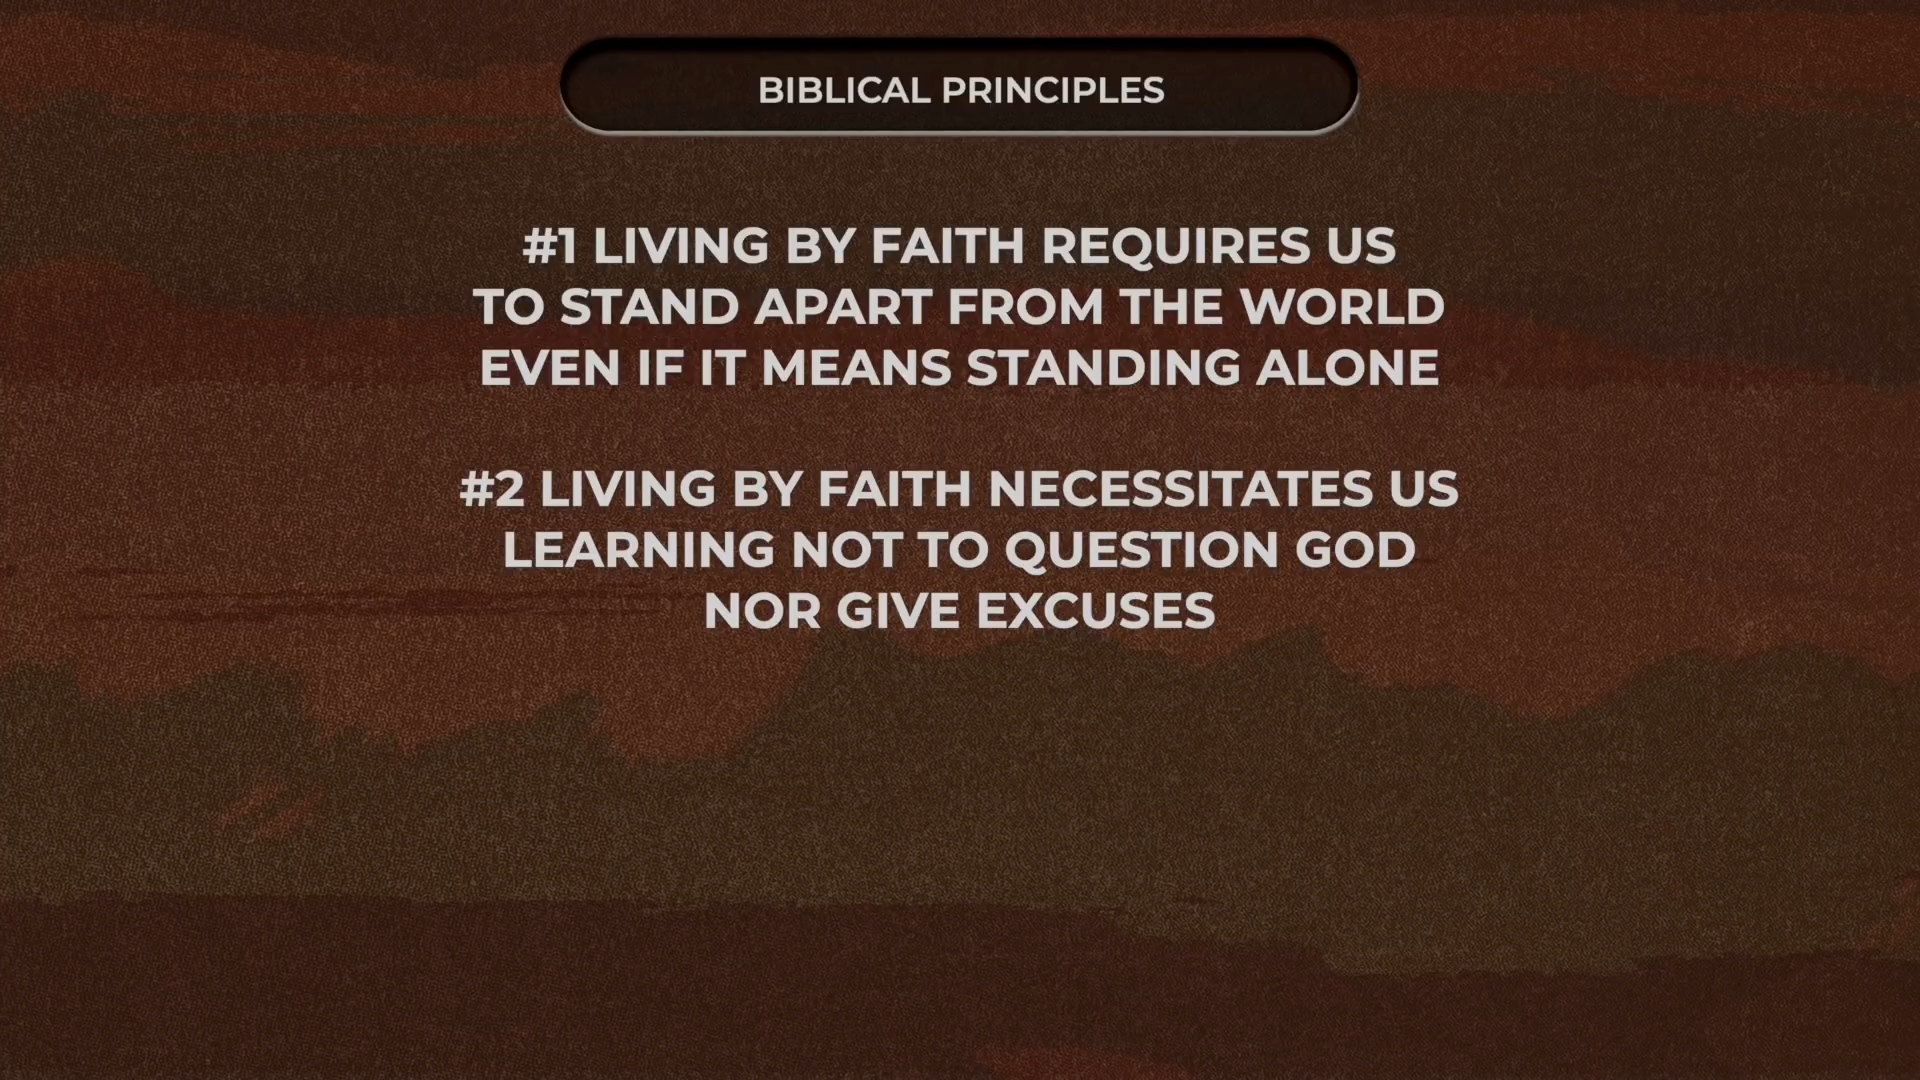 BIBLICAL PRINCIPLES
#1 LIVING BY FAITH REQUIRES US
TO STAND APART FROM THE WORLD
EVEN IF IT MEANS STANDING ALONE
#2 LIVING BY FAITH NECESSITATES US
LEARNING NOT TO QUESTION GOD
NOR GIVE EXCUSES